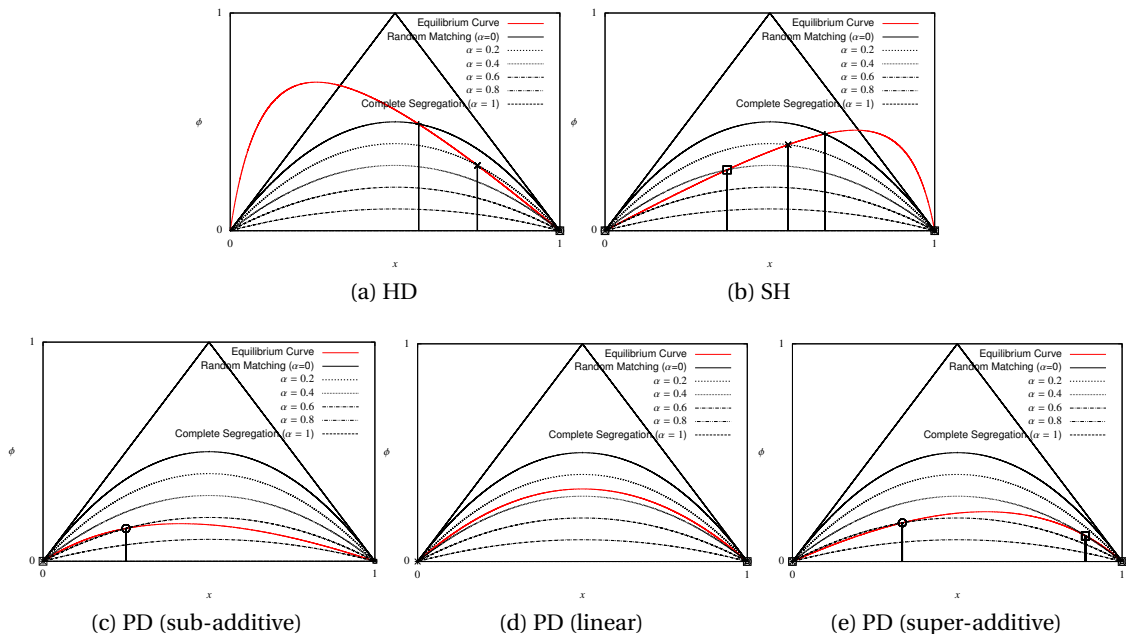 1
Equilibrium Curve
Random Matching (α=0)
α = 0.2
α = 0.4
α = 0.6
α = 0.8
Complete Segregation (α = 1)
ϕ
0
0
1
x
(a) HD
1
Equilibrium Curve
Random Matching (α=0)
α = 0.2
α = 0.4
α = 0.6
α = 0.8
Complete Segregation (α = 1)
ϕ
0
0
1
x
(b) SH
1
Equilibrium Curve
Random Matching (α=0)
α = 0.2
α = 0.4
α = 0.6
α = 0.8
Complete Segregation (α = 1)
ϕ
0
0
1
x
(c) PD (sub-additive)
1
Equilibrium Curve
Random Matching (α=0)
α = 0.2
α = 0.4
α = 0.6
α = 0.8
Complete Segregation (α = 1)
ϕ
0
0
1
x
(d) PD (linear)
1
Equilibrium Curve
Random Matching (α=0)
α = 0.2
α = 0.4
α = 0.6
α = 0.8
Complete Segregation (α = 1)
ϕ
0
0
1
x
(e) PD (super-additive)